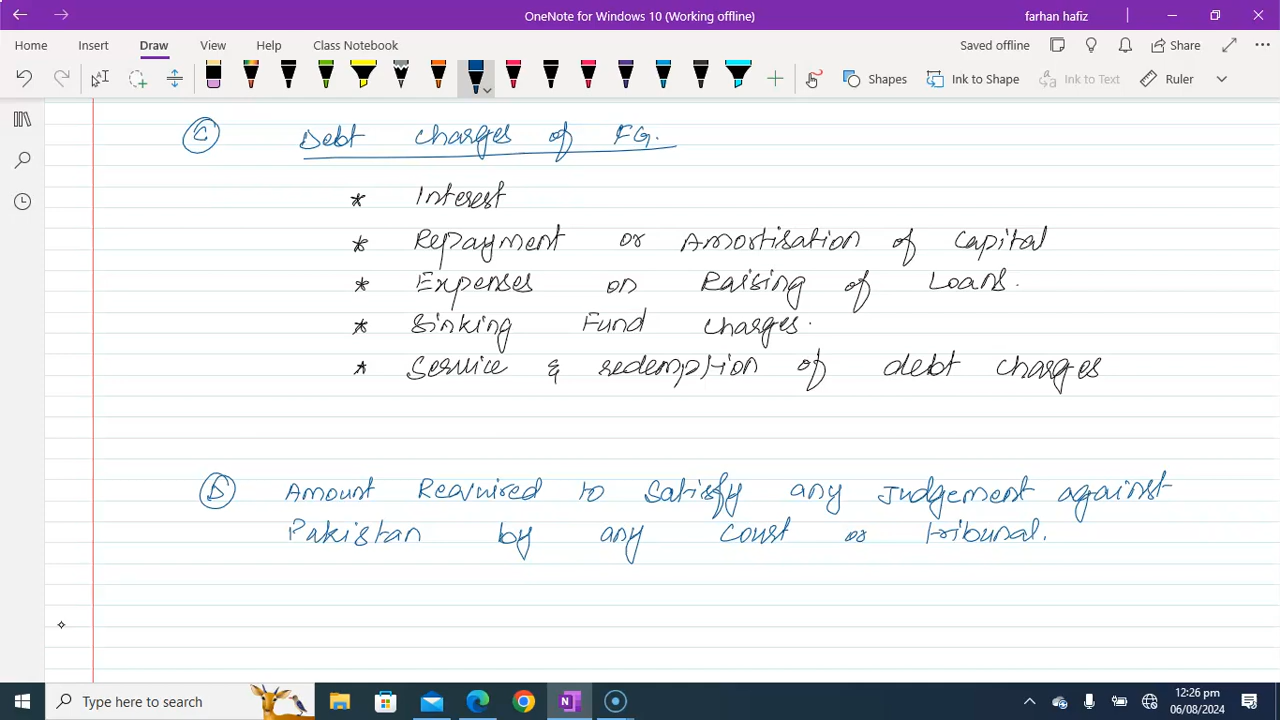 OneNote for Windows 10 (Working offline)
farhan hafiz
Home Insert Draw View Help Class Notebook
Saved offline
Share
Shapes
Ink to Shape
Ink to Text
Ruler
C Debt charges of FG.
* Interest
* Repayment or Amortisation of Capital
* Expenses on Raising of Loans.
* Sinking Fund charges.
* Service & redemption of debt charges
D Amount Required to Satisfy any Judgement against
Pakistan by any Court or tribunal.
Type here to search
12:26 pm
06/08/2024